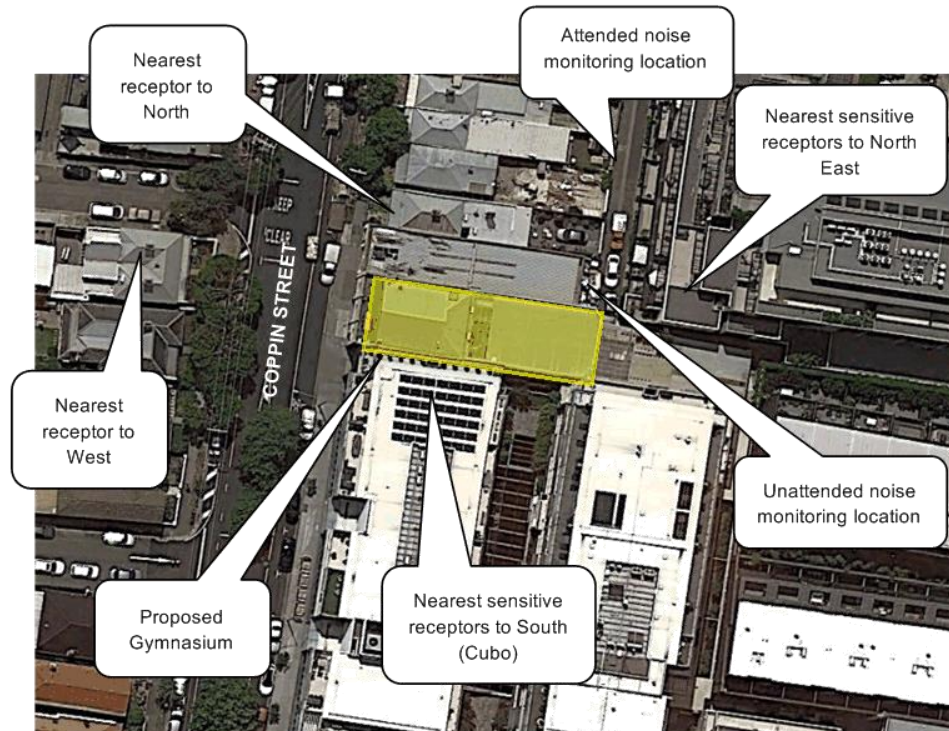 Attended noise
monitoring location
Nearest
receptor to
North
Nearest sensitive
receptors to North
East
KEEP
CLEAR
COPPIN STREET
Nearest
receptor to
West
Unattended noise
monitoring location
Proposed
Gymnasium
Nearest sensitive
receptors to South
(Cubo)